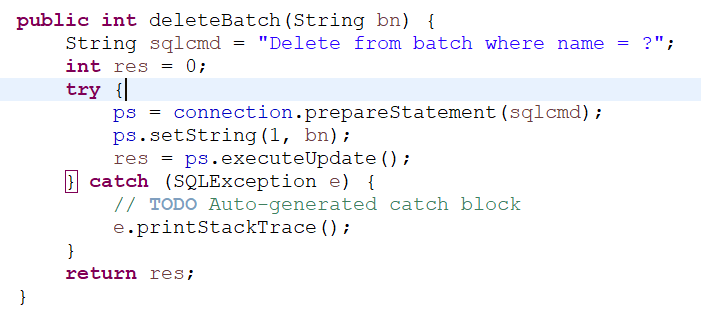 public int deleteBatch(String bn) {
    String sqlcmd = "Delete from batch where name = ?";
    int res = 0;
    try {
        ps = connection.prepareStatement(sqlcmd);
        ps.setString(1, bn);
        res = ps.executeUpdate();
    } catch (SQLException e) {
        // TODO Auto-generated catch block
        e.printStackTrace();
    }
    return res;
}